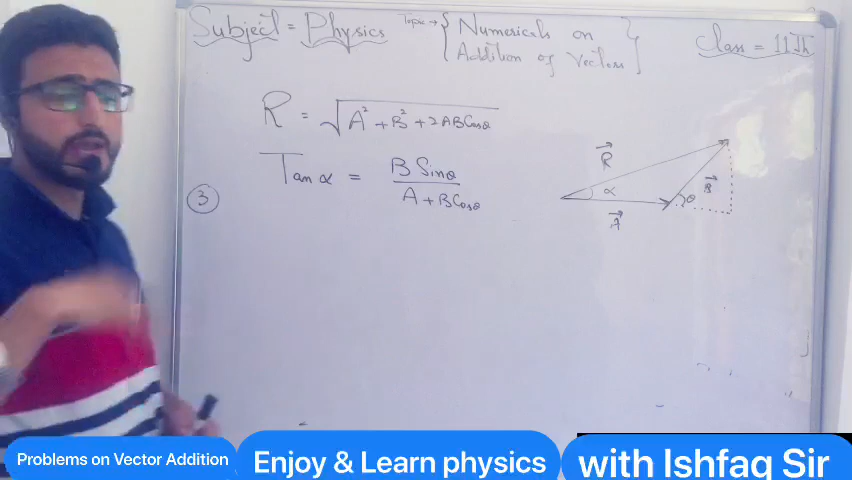 Subject = Physics
Topic → { Numericals on
Addition of Vectors }
Class = 11Th
R = √A² + B² + 2ABCosθ
Tan α = B Sinθ / A + BCosθ
3
R
α
A
B
θ
Problems on Vector Addition
Enjoy & Learn physics
with Ishfaq Sir